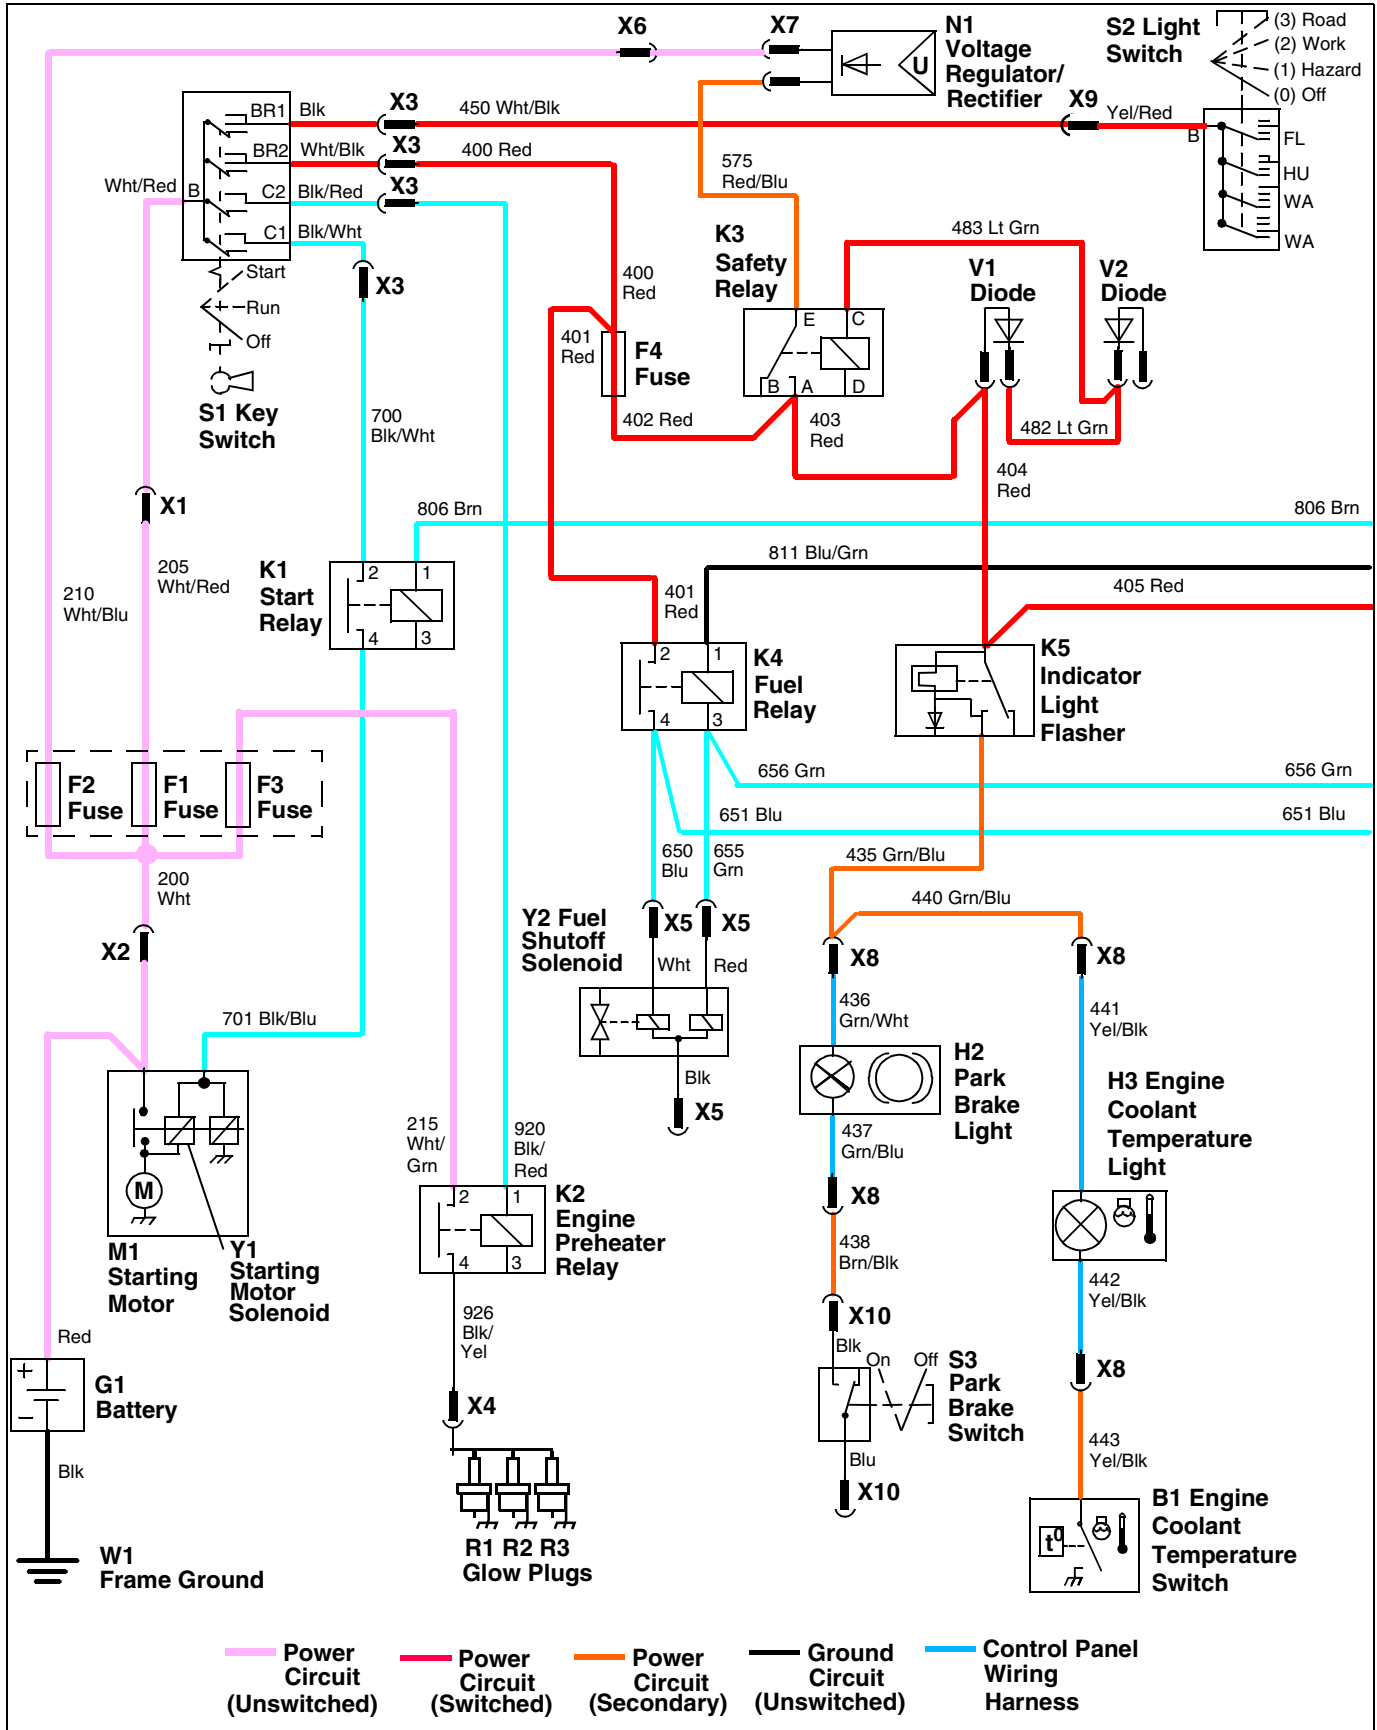 X6
X7
N1
Voltage
Regulator/
Rectifier
U
S2 Light
Switch
(3) Road
(2) Work
(1) Hazard
(0) Off
X9
Yel/Red
B
FL
HU
WA
WA
BR1
Blk
X3
450 Wht/Blk
BR2
Wht/Blk
X3
400 Red
Wht/Red
B
C2
Blk/Red
X3
C1
Blk/Wht
X3
Start
Run
Off
S1 Key
Switch
575
Red/Blu
K3
Safety
Relay
E
C
B
A
D
483 Lt Grn
V1
Diode
V2
Diode
400
Red
401
Red
F4
Fuse
402 Red
403
Red
482 Lt Grn
404
Red
700
Blk/Wht
X1
806 Brn
806 Brn
205
Wht/Red
210
Wht/Blu
K1
Start
Relay
2
1
4
3
811 Blu/Grn
401
Red
405 Red
2
1
4
3
K4
Fuel
Relay
K5
Indicator
Light
Flasher
F2
Fuse
F1
Fuse
F3
Fuse
656 Grn
656 Grn
651 Blu
651 Blu
200
Wht
X2
650
Blu
655
Grn
435 Grn/Blu
440 Grn/Blu
Y2 Fuel
Shutoff
Solenoid
X5
X5
Wht
Red
Blk
X5
X8
X8
436
Grn/Wht
441
Yel/Blk
701 Blk/Blu
H2
Park
Brake
Light
H3 Engine
Coolant
Temperature
Light
M
M1
Starting
Motor
Y1
Starting
Motor
Solenoid
215
Wht/
Grn
920
Blk/
Red
437
Grn/Blu
X8
2
1
4
3
K2
Engine
Preheater
Relay
438
Brn/Blk
442
Yel/Blk
X10
Blk
On
Off
S3
Park
Brake
Switch
X8
926
Blk/
Yel
Red
+
−
G1
Battery
X4
Blk
Blu
X10
443
Yel/Blk
B1 Engine
Coolant
Temperature
Switch
t0
R1 R2 R3
Glow Plugs
W1
Frame Ground
Power
Circuit
(Unswitched)
Power
Circuit
(Switched)
Power
Circuit
(Secondary)
Ground
Circuit
(Unswitched)
Control Panel
Wiring
Harness